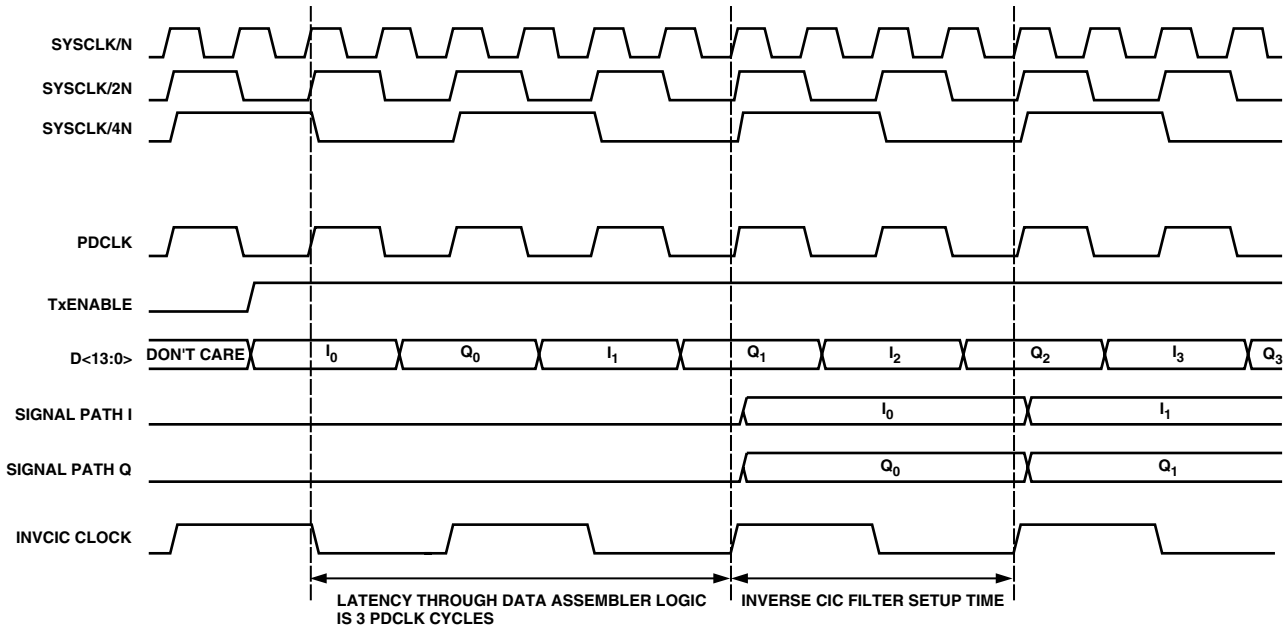 SYSCLK/N
SYSCLK/2N
SYSCLK/4N
PDCLK
TxENABLE
D<13:0> DON'T CARE I0 Q0 I1 Q1 I2 Q2 I3 Q3
SIGNAL PATH I I0 I1
SIGNAL PATH Q Q0 Q1
INVCIC CLOCK
LATENCY THROUGH DATA ASSEMBLER LOGIC
IS 3 PDCLK CYCLES
INVERSE CIC FILTER SETUP TIME